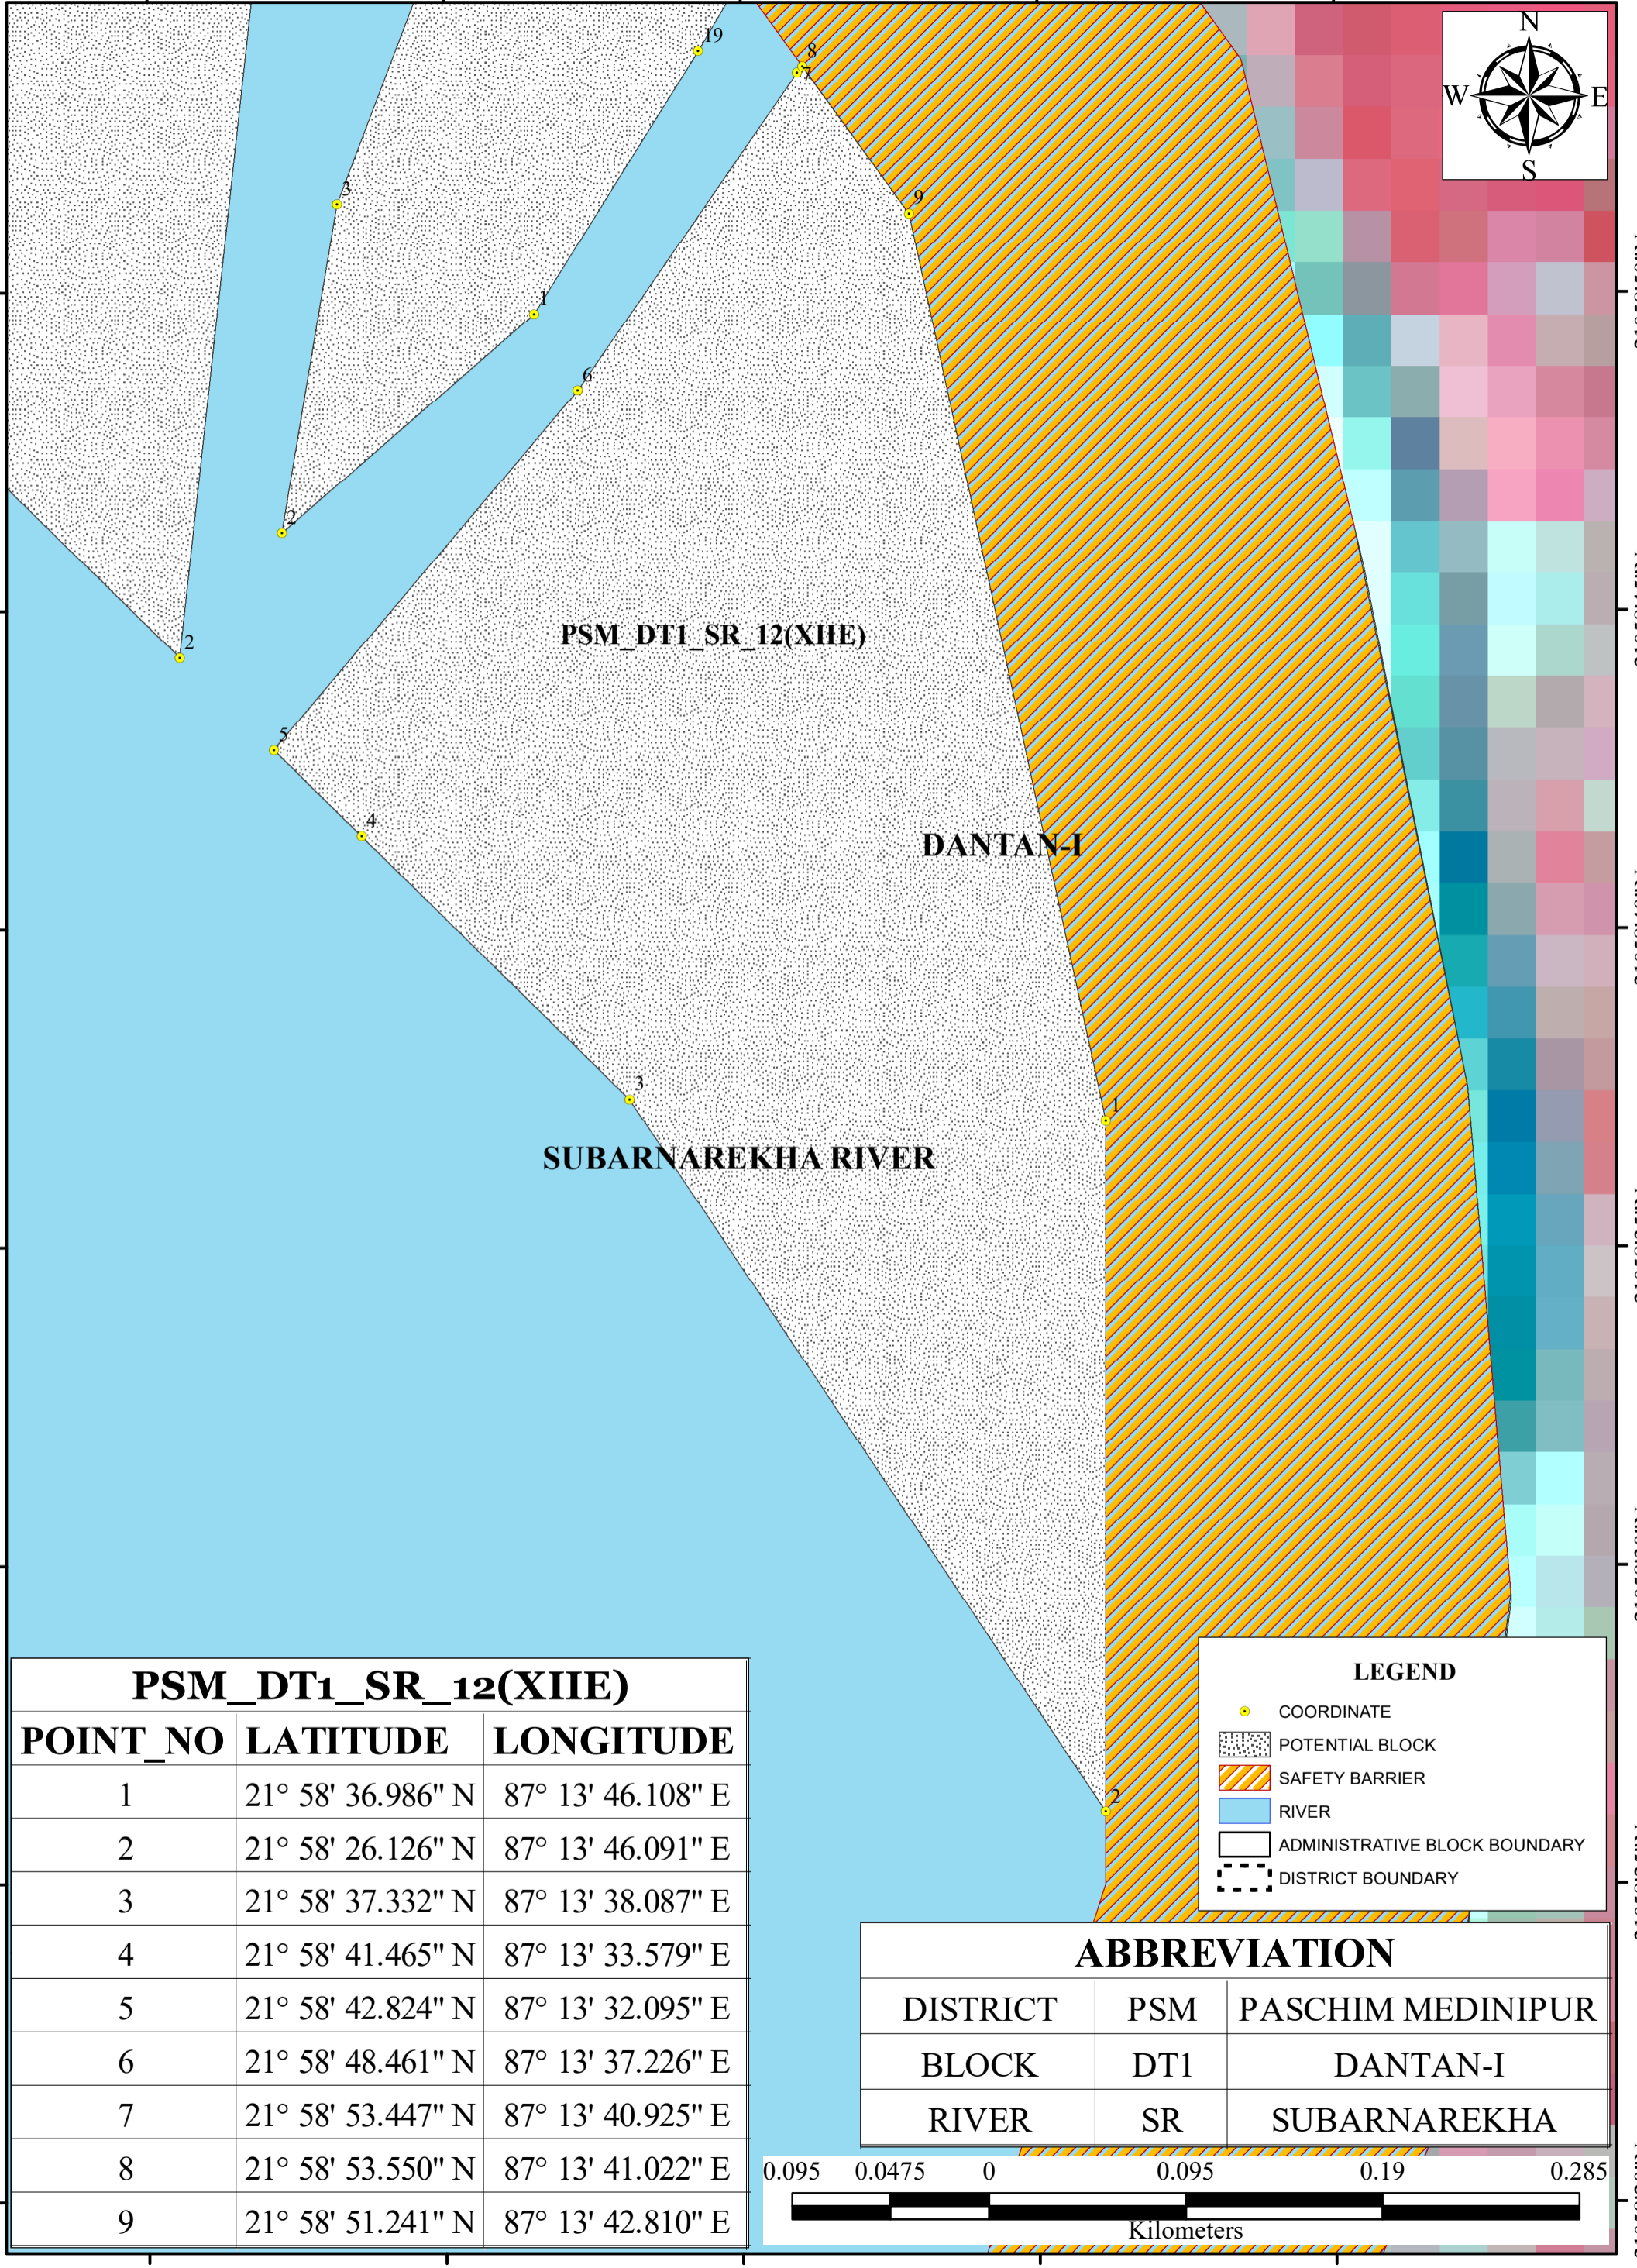 N
W E
S
19
8
7
3
9
1
6
2
PSM_DT1_SR_12(XIIE)
2
5
4
DANTAN-I
3
1
SUBARNAREKHA RIVER
2
PSM_DT1_SR_12(XIIE)
POINT_NO LATITUDE LONGITUDE
1 21° 58' 36.986" N 87° 13' 46.108" E
2 21° 58' 26.126" N 87° 13' 46.091" E
3 21° 58' 37.332" N 87° 13' 38.087" E
4 21° 58' 41.465" N 87° 13' 33.579" E
5 21° 58' 42.824" N 87° 13' 32.095" E
6 21° 58' 48.461" N 87° 13' 37.226" E
7 21° 58' 53.447" N 87° 13' 40.925" E
8 21° 58' 53.550" N 87° 13' 41.022" E
9 21° 58' 51.241" N 87° 13' 42.810" E
LEGEND
COORDINATE
POTENTIAL BLOCK
SAFETY BARRIER
RIVER
ADMINISTRATIVE BLOCK BOUNDARY
DISTRICT BOUNDARY
ABBREVIATION
DISTRICT PSM PASCHIM MEDINIPUR
BLOCK DT1 DANTAN-I
RIVER SR SUBARNAREKHA
0.095 0.0475 0 0.095 0.19 0.285
Kilometers